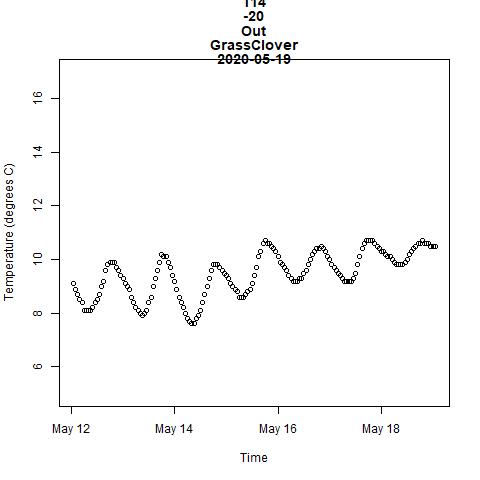 114
-20
Out
GrassClover
2020-05-19
Temperature (degrees C)
16
14
12
10
8
6
May 12
May 14
May 16
May 18
Time